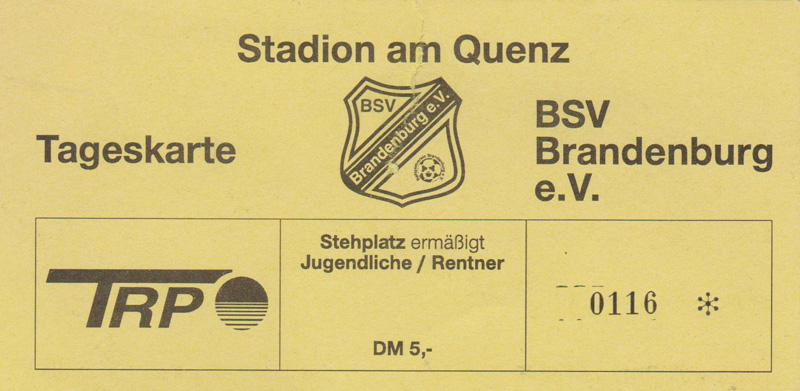 Stadion am Quenz
Tageskarte
BSV
Brandenburg e.V.
BSV
Brandenburg
e.V.
TRP
Stehplatz ermäßigt
Jugendliche / Rentner
DM 5,-
0116 *